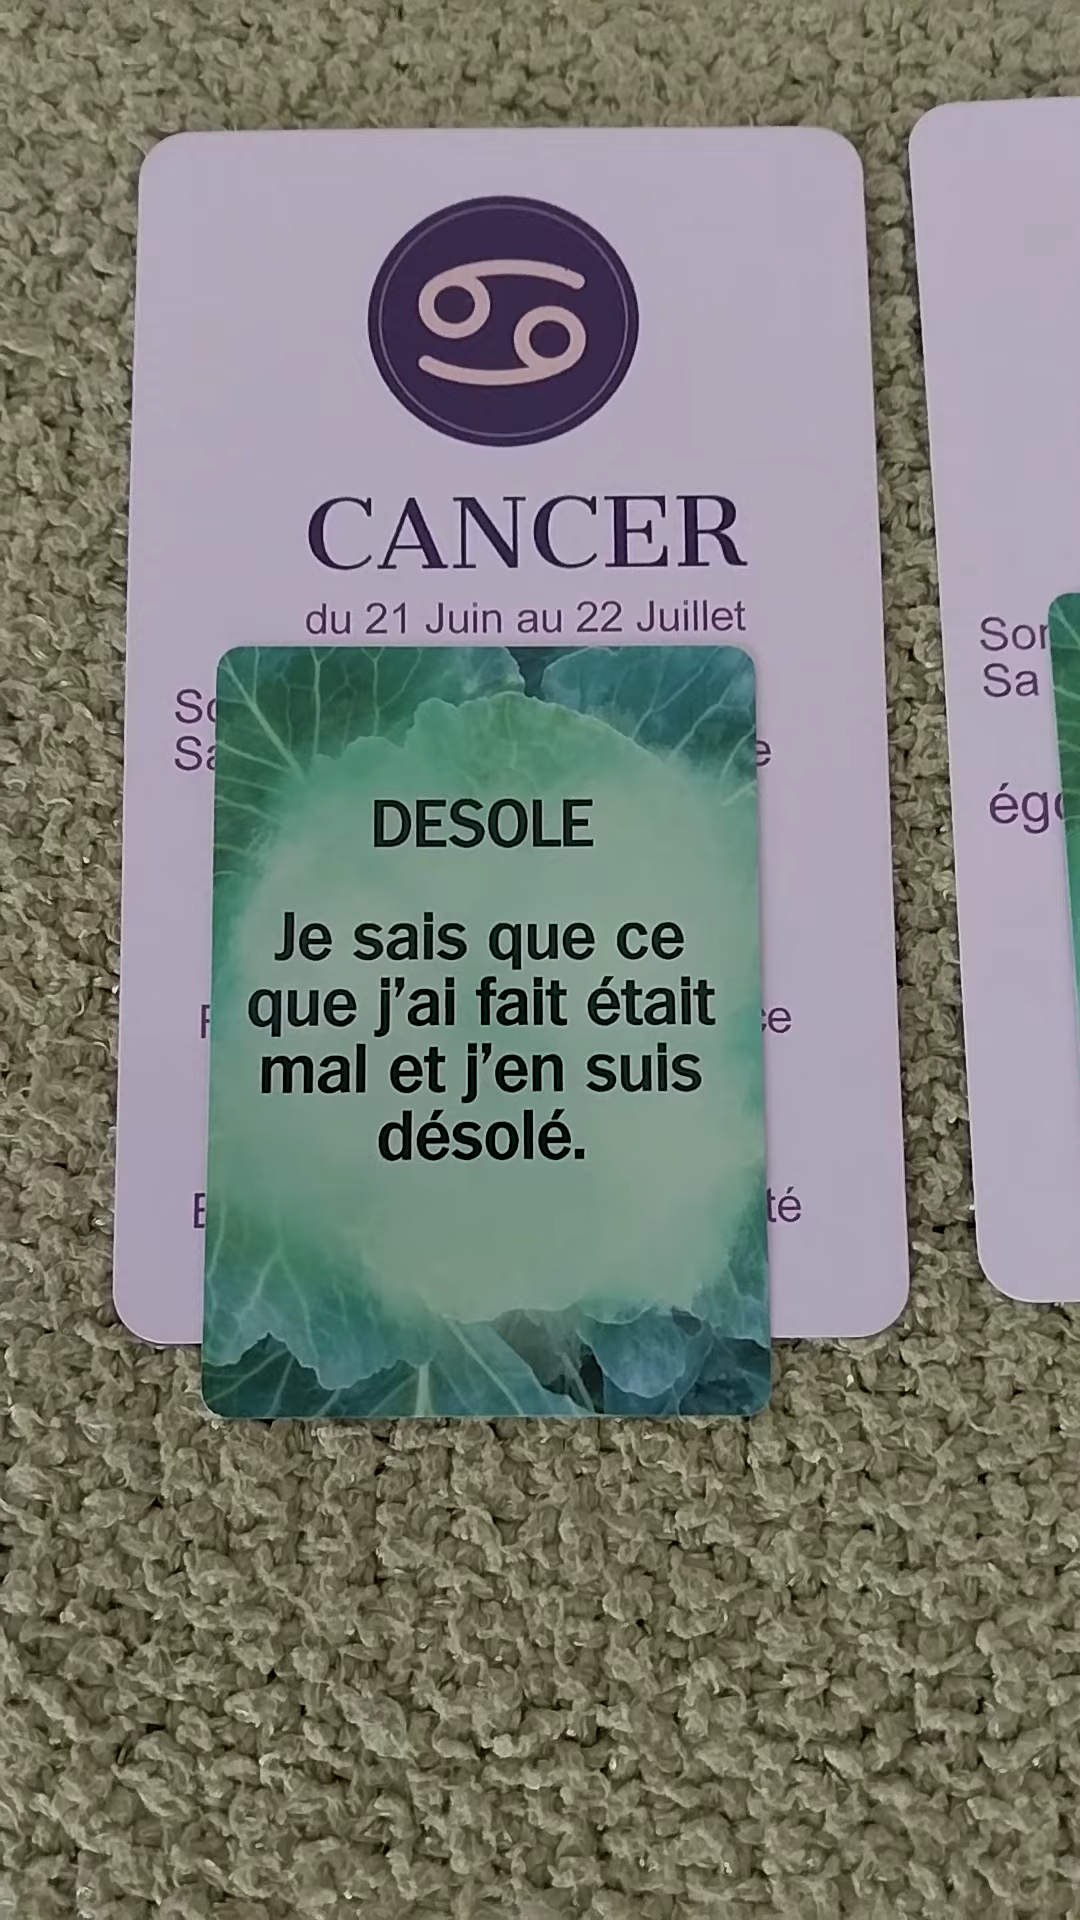 CANCER
du 21 Juin au 22 Juillet
DESOLE
Je sais que ce
que j'ai fait était
mal et j'en suis
désolé.
Sa